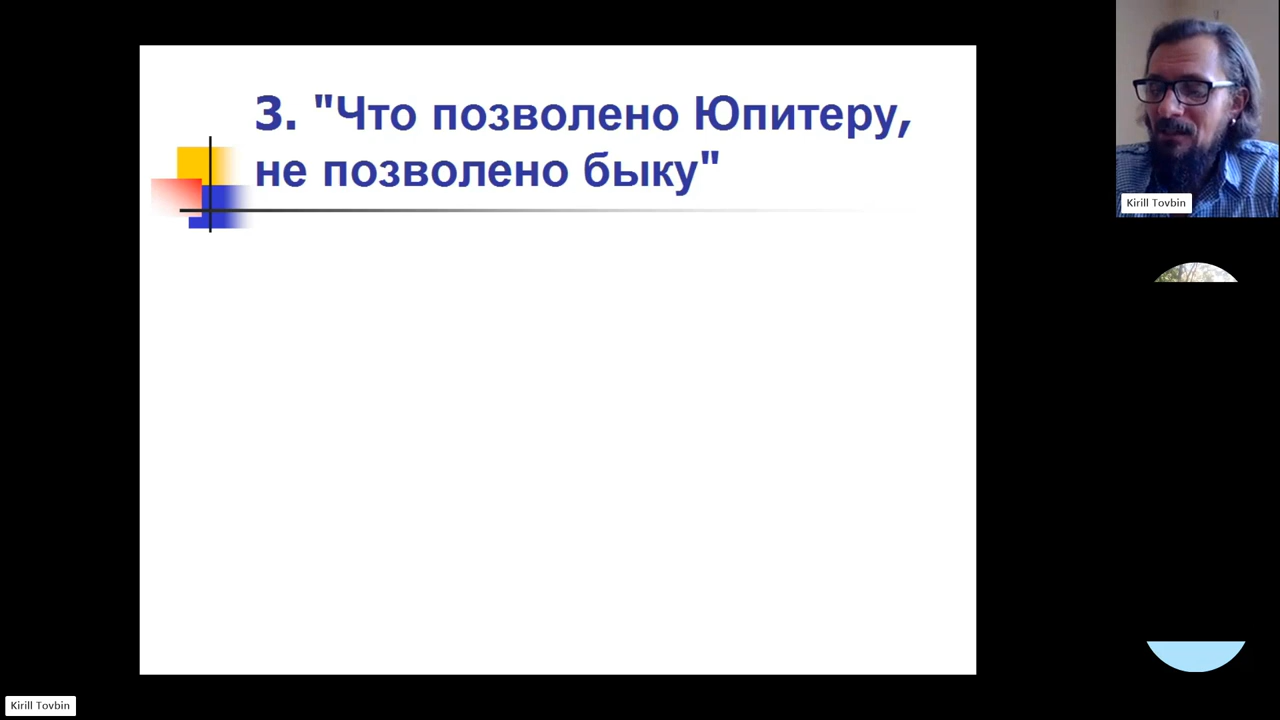 3. "Что позволено Юпитеру,
не позволено быку"
Kirill Tovbin
Kirill Tovbin